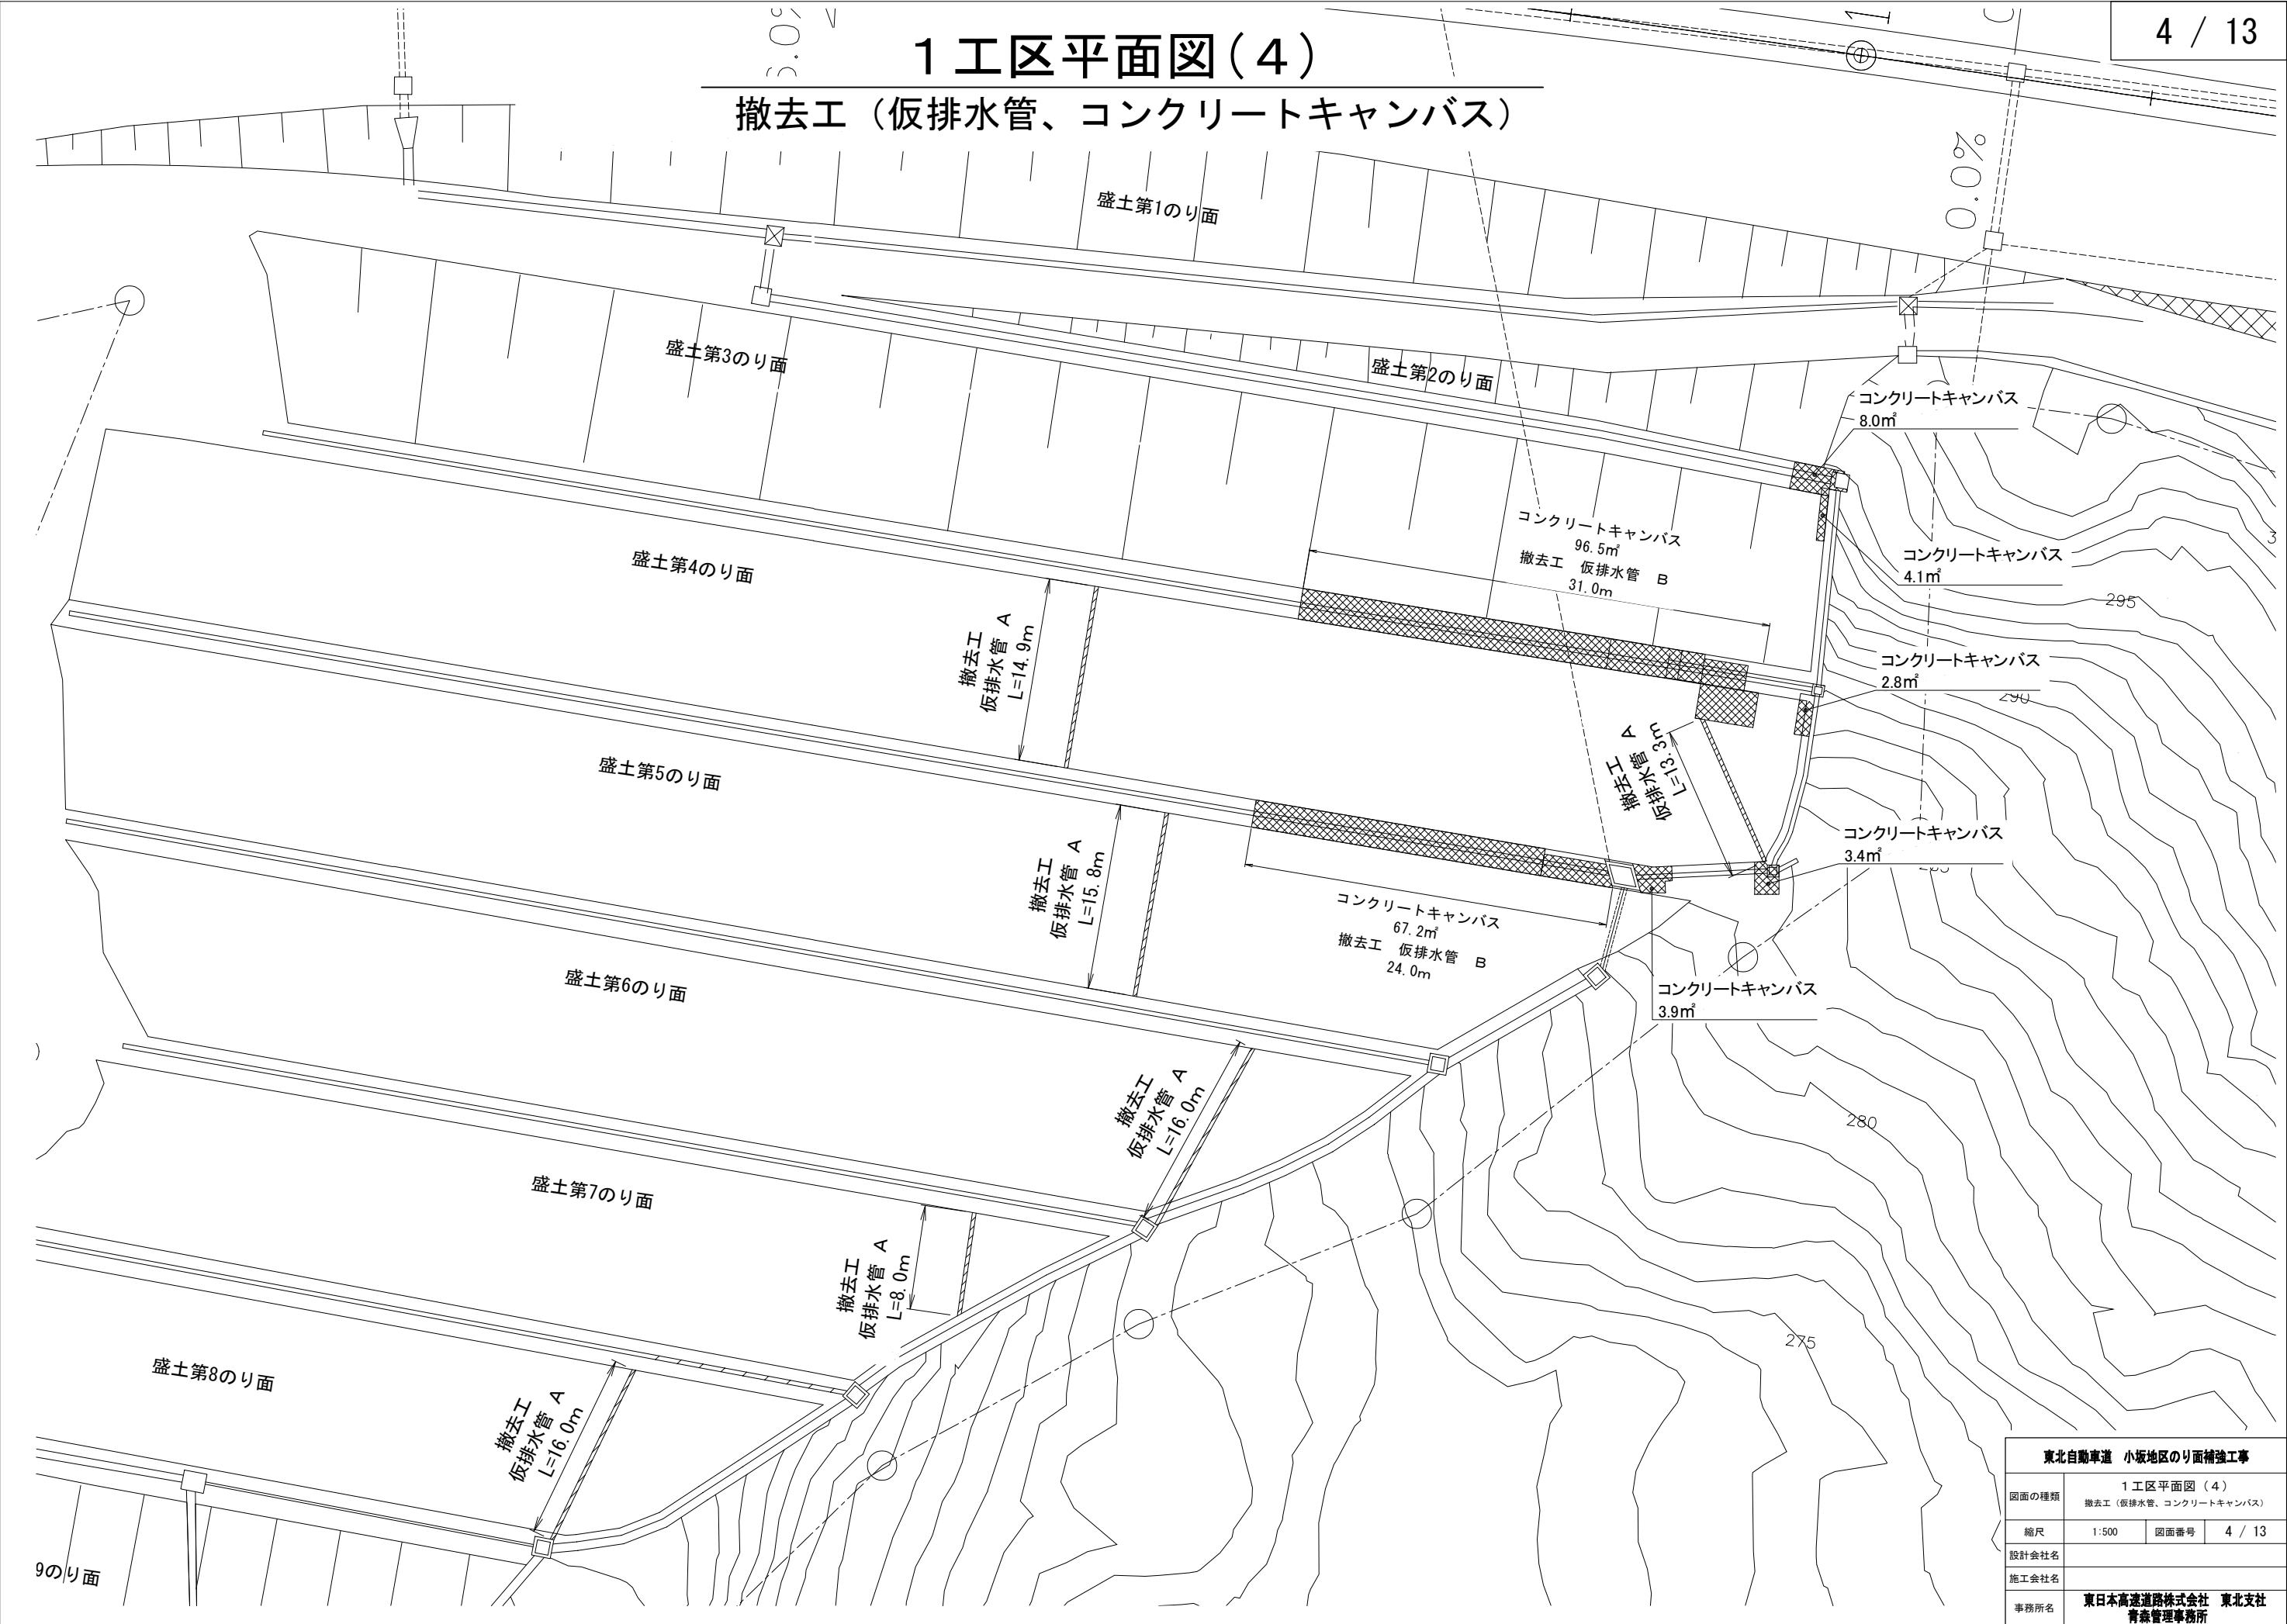 4 / 13
1工区平面図(4)
撤去工（仮排水管、コンクリートキャンバス）
0.0%
盛土第1のり面
盛土第3のり面
盛土第2のり面
コンクリートキャンバス
8.0㎡
コンクリートキャンバス
96.5㎡
撤去工　仮排水管　B
31.0m
コンクリートキャンバス
4.1㎡
295
盛土第4のり面
撤去工
仮排水管 A
L=14.9m
コンクリートキャンバス
2.8㎡
290
撤去工
仮排水管 A
L=13.3m
盛土第5のり面
コンクリートキャンバス
3.4㎡
撤去工
仮排水管 A
L=15.8m
コンクリートキャンバス
67.2㎡
撤去工　仮排水管　B
24.0m
盛土第6のり面
コンクリートキャンバス
3.9㎡
撤去工
仮排水管 A
L=16.0m
280
盛土第7のり面
撤去工
仮排水管 A
L=8.0m
275
盛土第8のり面
撤去工
仮排水管 A
L=16.0m
9のり面
東北自動車道　小坂地区のり面補強工事
図面の種類
1工区平面図（4）
撤去工（仮排水管、コンクリートキャンバス）
縮尺 1:500 図面番号 4 / 13
設計会社名
施工会社名
事務所名
東日本高速道路株式会社　東北支社
青森管理事務所